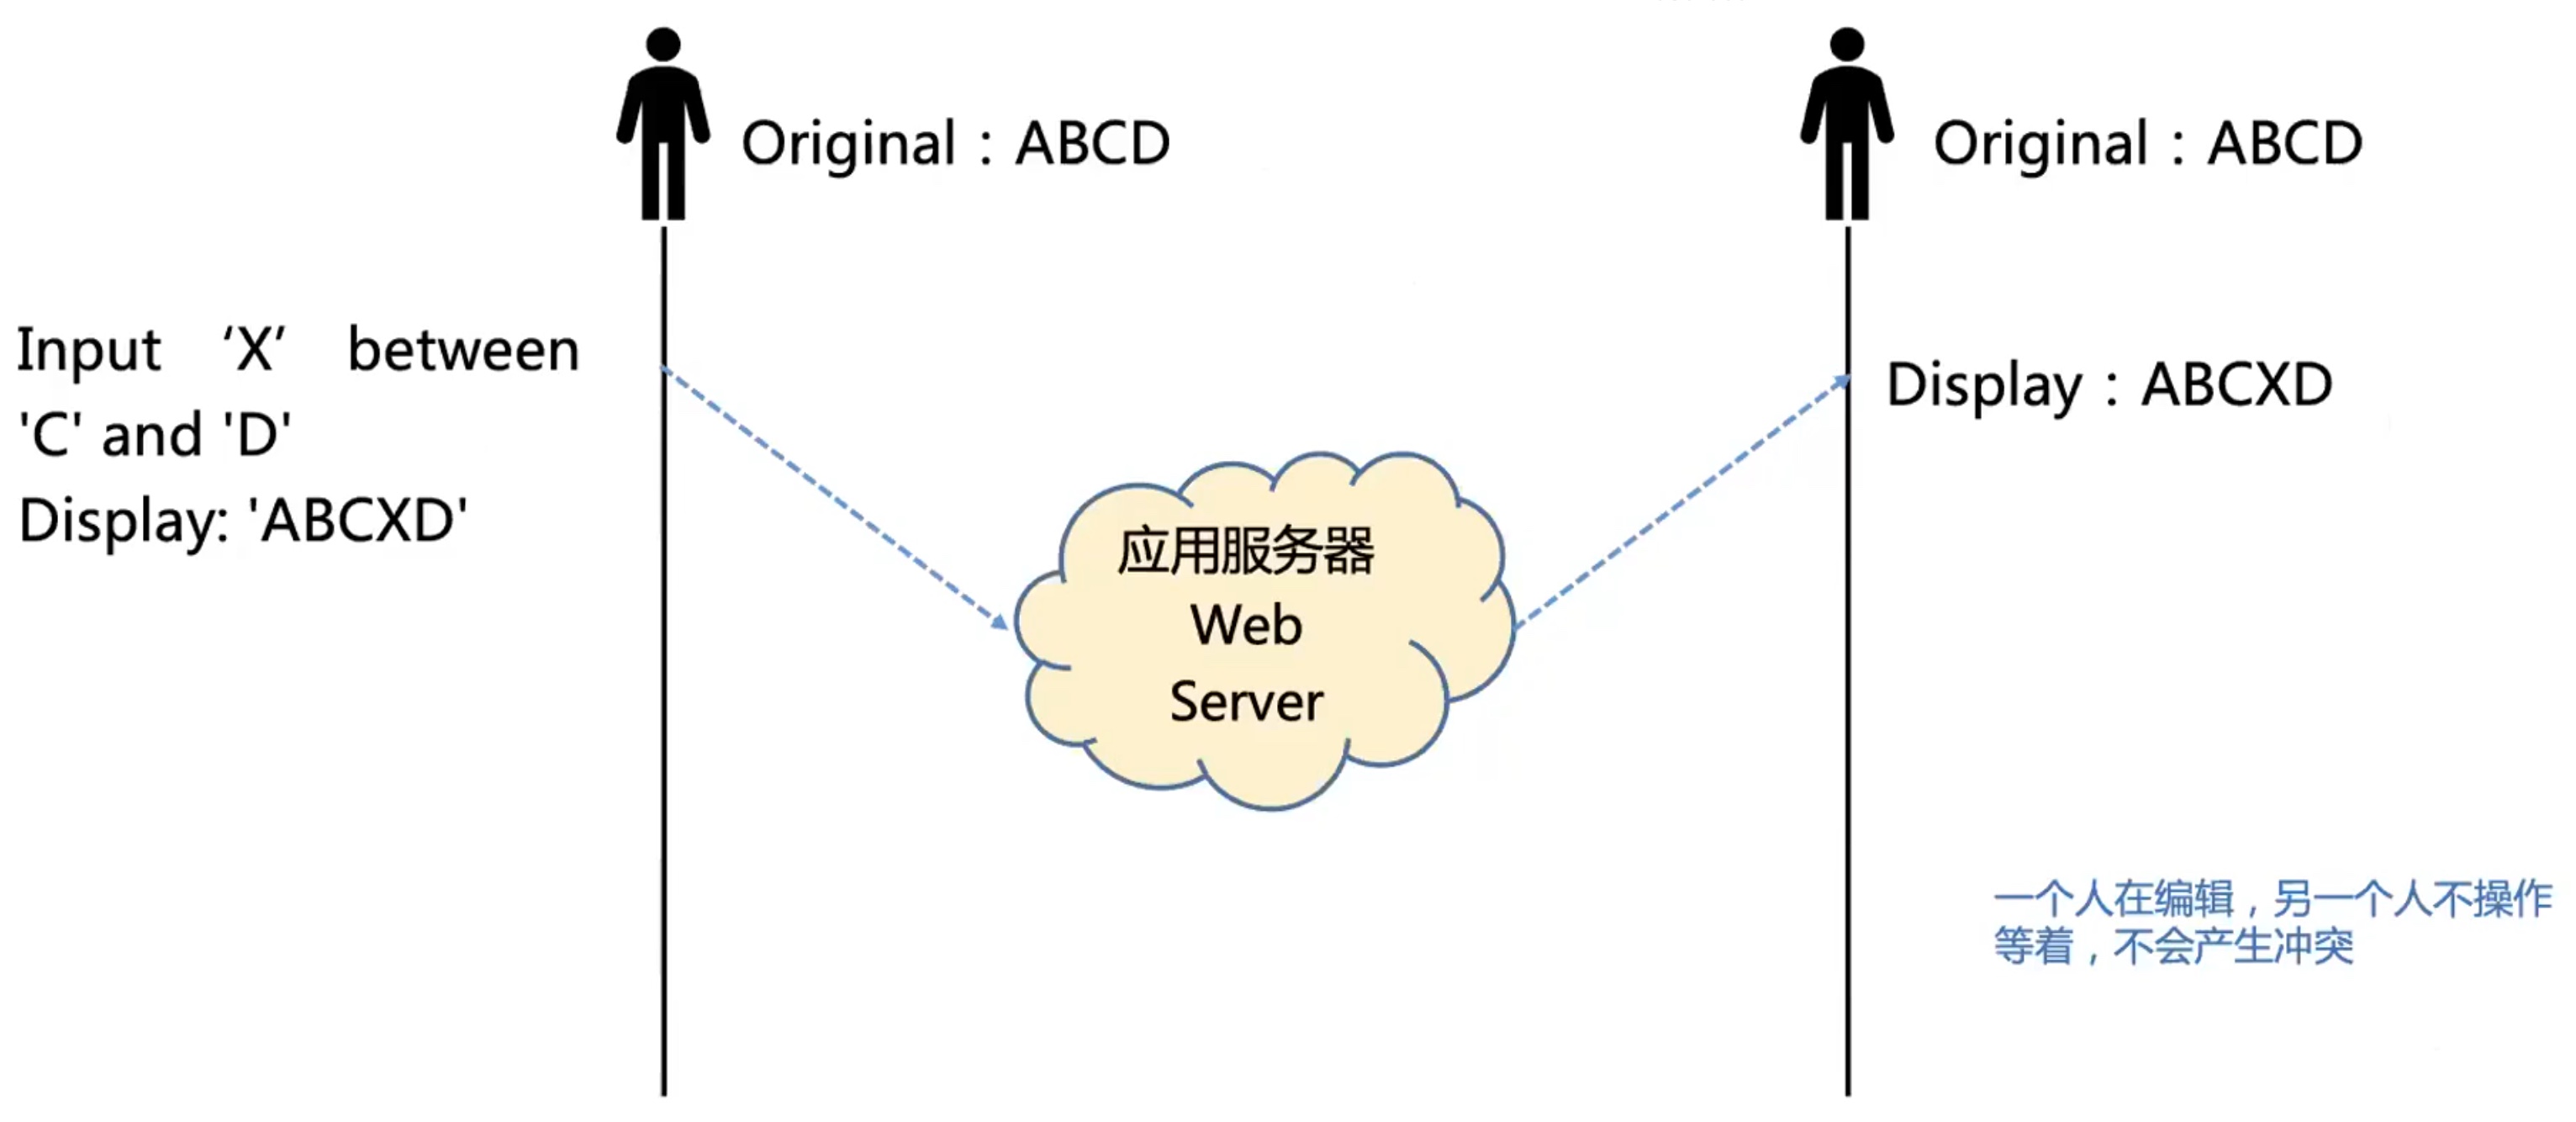 Original：ABCD
Original：ABCD
Input ‘X’ between
'C' and 'D'
Display: 'ABCXD'
Display：ABCXD
应用服务器
Web
Server
一个人在编辑，另一个人不操作
等着，不会产生冲突